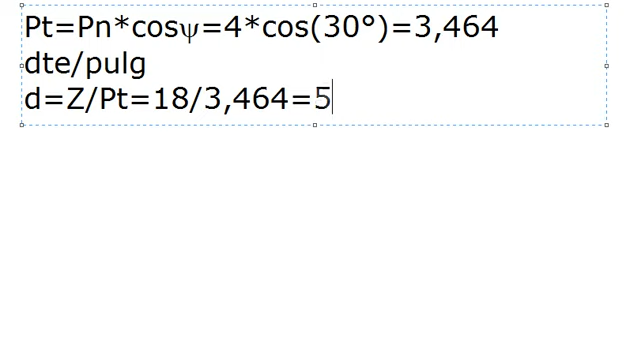 Pt=Pn*cosψ=4*cos(30°)=3,464
dte/pulg
d=Z/Pt=18/3,464=5